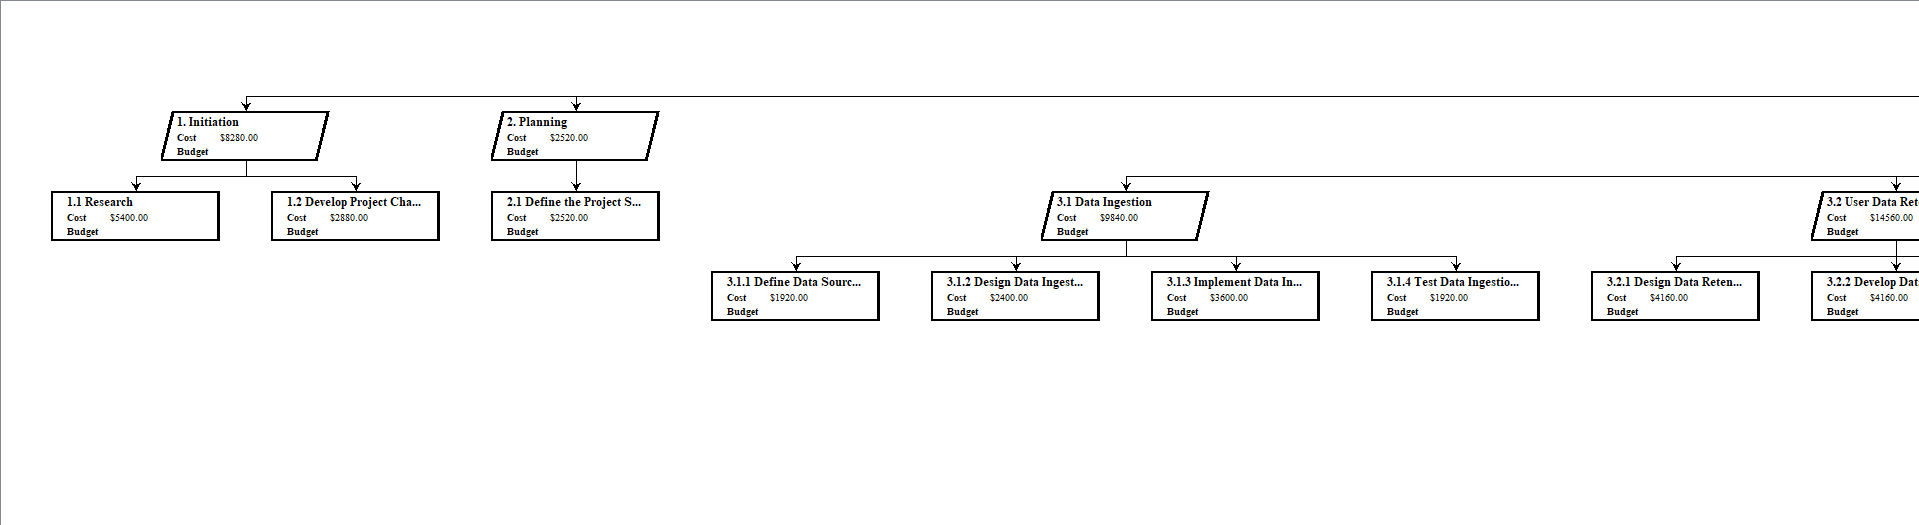 1. Initiation
Cost $8280.00
Budget
2. Planning
Cost $2520.00
Budget
1.1 Research
Cost $5400.00
Budget
1.2 Develop Project Cha...
Cost $2880.00
Budget
2.1 Define the Project S...
Cost $2520.00
Budget
3.1 Data Ingestion
Cost $9840.00
Budget
3.2 User Data Ret
Cost $14560.00
Budget
3.1.1 Define Data Sourc...
Cost $1920.00
Budget
3.1.2 Design Data Ingest...
Cost $2400.00
Budget
3.1.3 Implement Data In...
Cost $3600.00
Budget
3.1.4 Test Data Ingestio...
Cost $1920.00
Budget
3.2.1 Design Data Reten...
Cost $4160.00
Budget
3.2.2 Develop Dat
Cost $4160.00
Budget